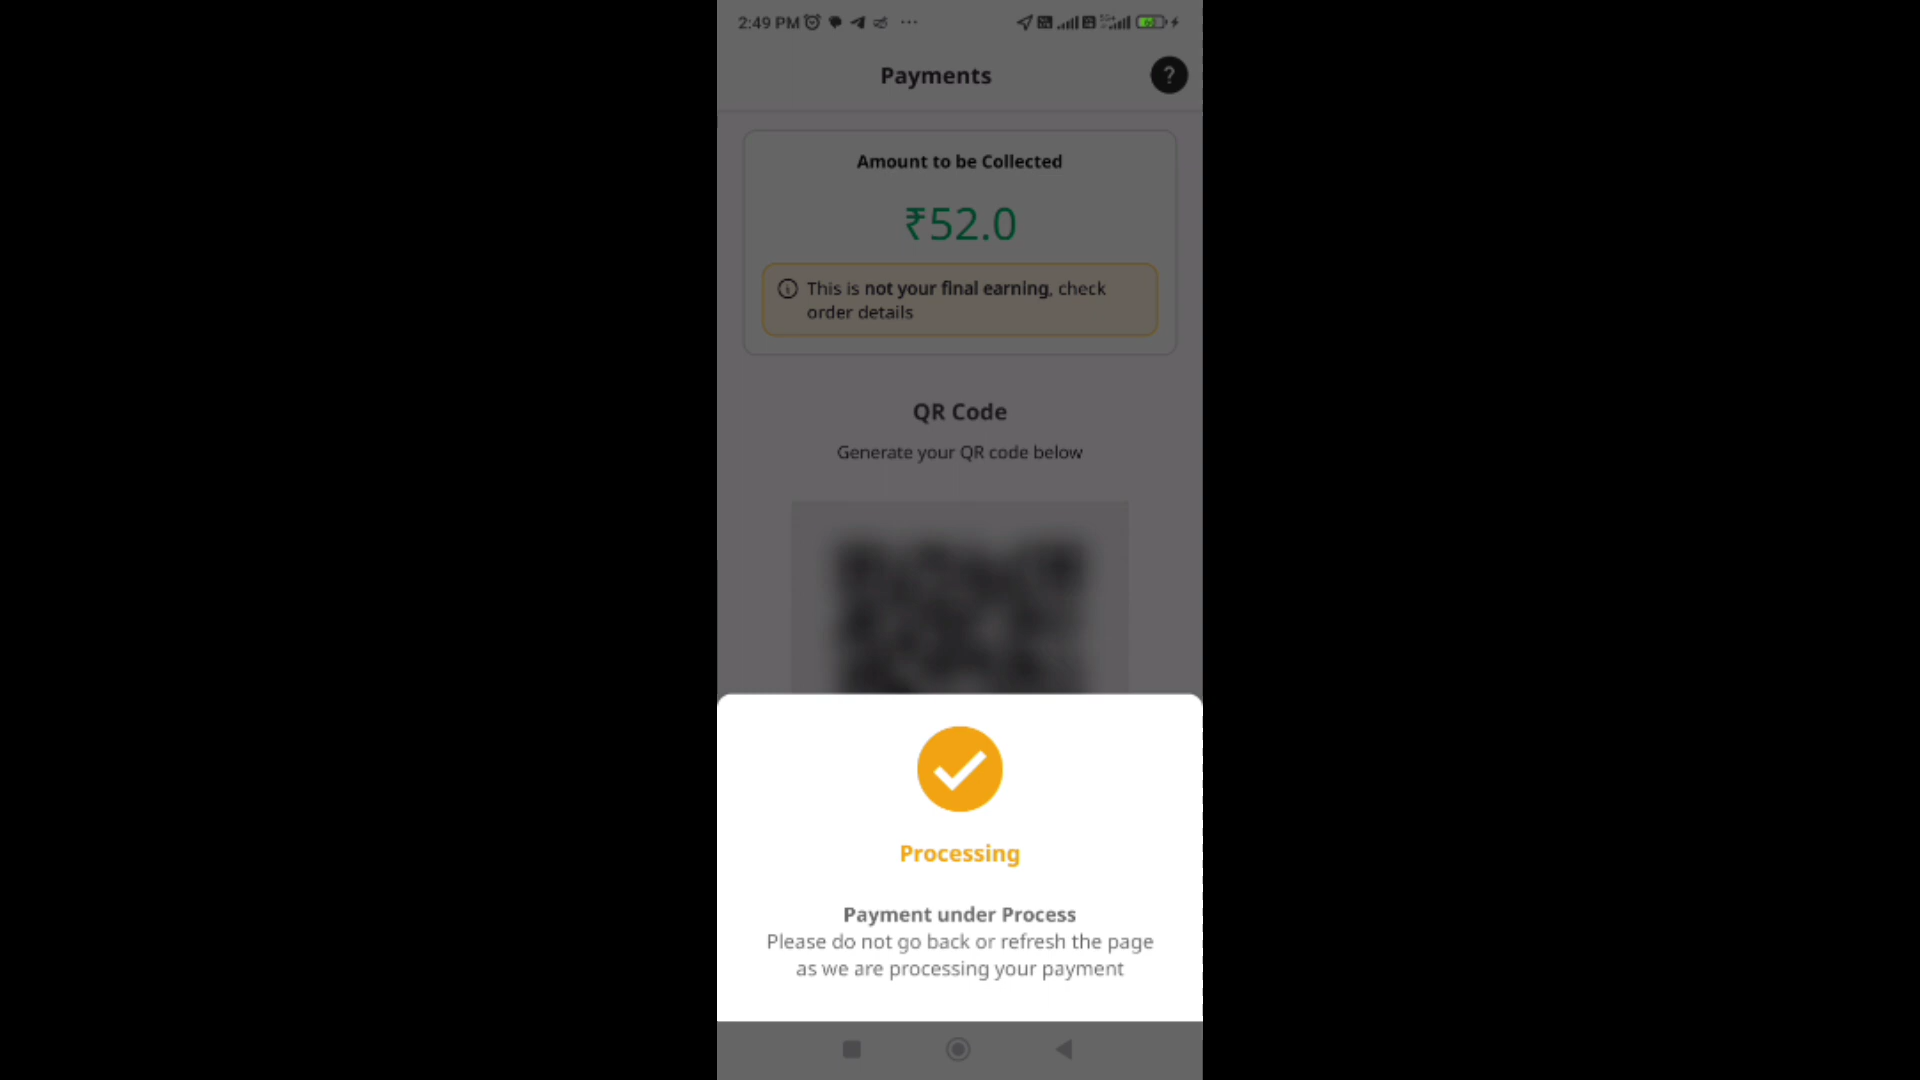 2:49 PM
Payments
?
Amount to be Collected
₹52.0
This is not your final earning, check
order details
QR Code
Generate your QR code below
Processing
Payment under Process
Please do not go back or refresh the page
as we are processing your payment